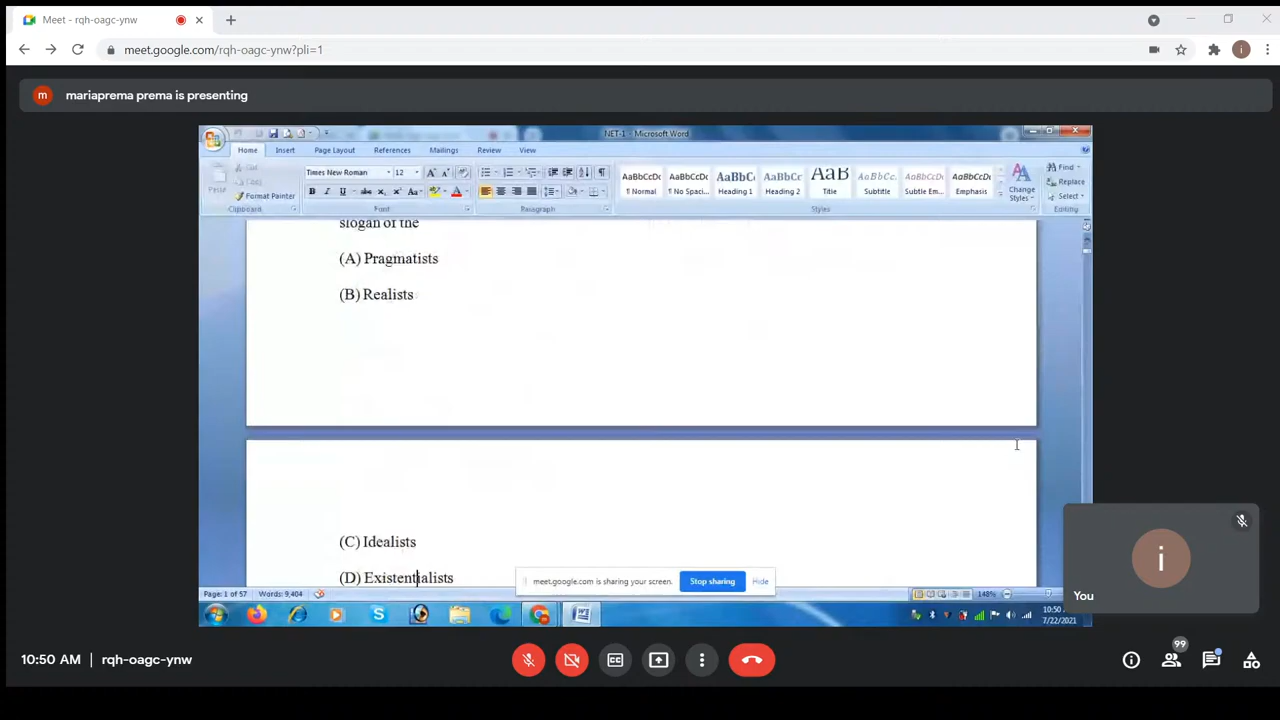 Meet - rqh-oagc-ynw
meet.google.com/rqh-oagc-ynw?pli=1
i
m
mariaprema prema is presenting
NET-1 - Microsoft Word
Home Insert Page Layout References Mailings Review View
Paste
Cut
Copy
Format Painter
Clipboard
Times New Roman 12
Font
Paragraph
AaBbCcDc AaBbCcDc AaBbC AaBbCc AaB AaBbCc. AaBbCcDc AaBbCcDc
¶ Normal ¶ No Spaci... Heading 1 Heading 2 Title Subtitle Subtle Em... Emphasis
Styles
Change
Styles
Find
Replace
Select
Editing
slogan of the
(A) Pragmatists
(B) Realists
(C) Idealists
(D) Existentialists
meet.google.com is sharing your screen. Stop sharing Hide
Page: 1 of 57 Words: 9,404 148%
10:50
7/22/2021
i
You
10:50 AM | rqh-oagc-ynw
99